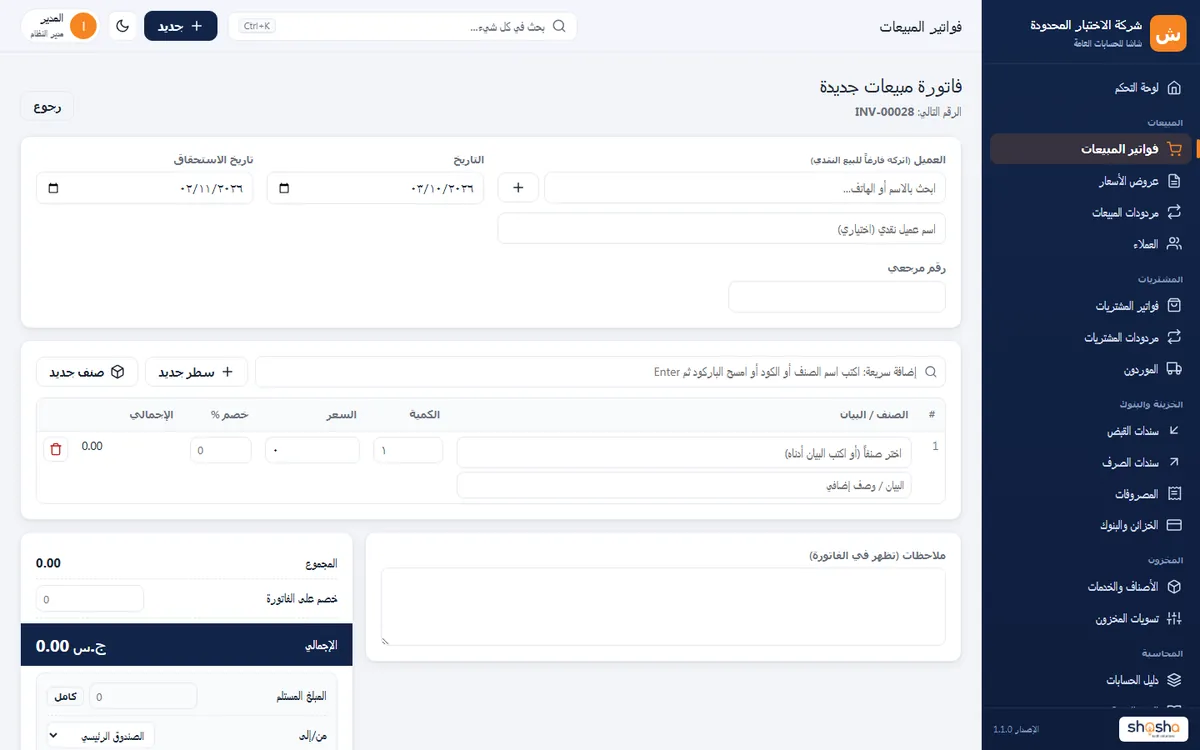 ش
شركة الاختبار المحدودة
شاشا للحسابات العامة
لوحة التحكم
المبيعات
فواتير المبيعات
عروض الأسعار
مردودات المبيعات
العملاء
المشتريات
فواتير المشتريات
مردودات المشتريات
الموردون
الخزينة والبنوك
سندات القبض
سندات الصرف
المصروفات
الخزائن والبنوك
المخزون
الأصناف والخدمات
تسويات المخزون
المحاسبة
دليل الحسابات
shasha
الإصدار 1.1.0
فواتير المبيعات
بحث في كل شيء... Ctrl+K
جديد
ا
المدير
مدير النظام
فاتورة مبيعات جديدة
الرقم التالي: INV-00028
رجوع
العميل (اتركه فارغاً للبيع النقدي)
التاريخ
تاريخ الاستحقاق
ابحث بالاسم أو الهاتف...
+
٠٣/١٠/٢٠٢٦
٠٢/١١/٢٠٢٦
اسم عميل نقدي (اختياري)
رقم مرجعي
إضافة سريعة: اكتب اسم الصنف أو الكود أو امسح الباركود ثم Enter
+ سطر جديد
صنف جديد
# الصنف / البيان الكمية السعر خصم % الإجمالي
1 اختر صنفاً (أو اكتب البيان أدناه) ١ ٠ 0 0.00
البيان / وصف إضافي
ملاحظات (تظهر في الفاتورة)
المجموع 0.00
خصم على الفاتورة 0
الإجمالي 0.00 ج.س
المبلغ المستلم 0 كامل
من/إلى الصندوق الرئيسي